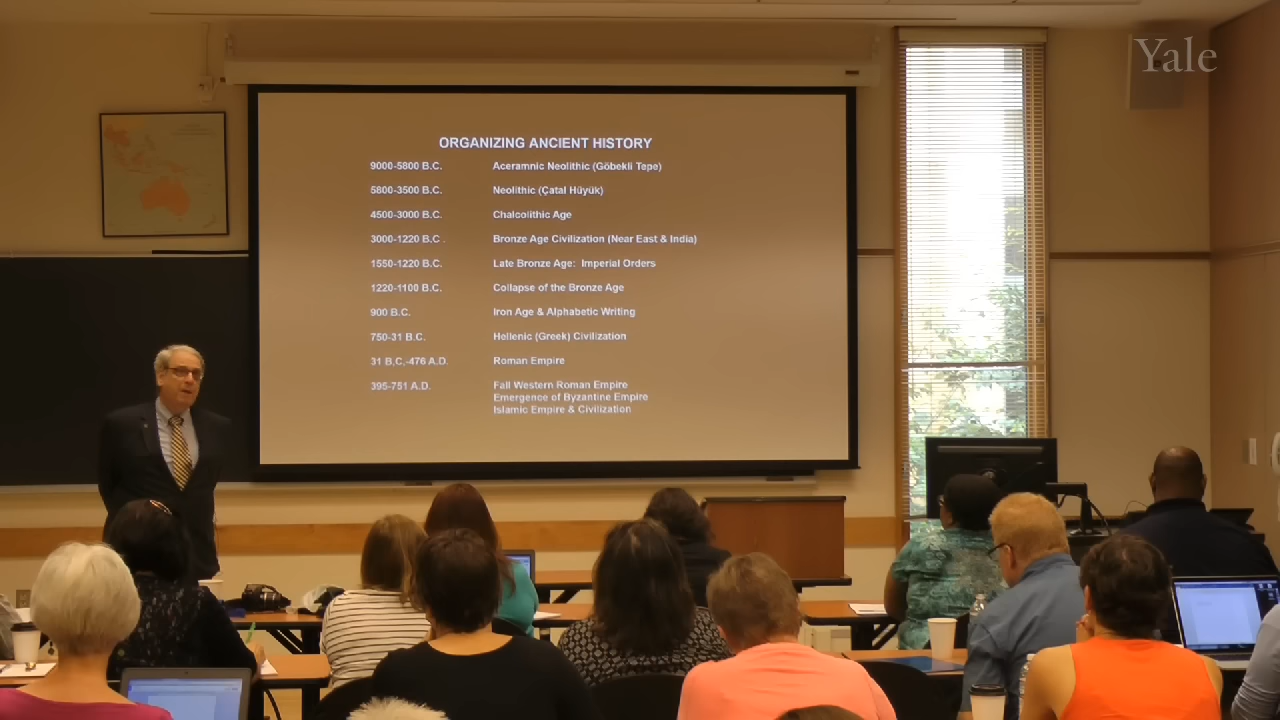 Yale
ORGANIZING ANCIENT HISTORY
9000-5800 B.C. Aceramnic Neolithic (Göbekli Tepe)
5800-3500 B.C. Neolithic (Çatal Hüyük)
4500-3000 B.C. Chalcolithic Age
3000-1220 B.C . Bronze Age Civilization (Near East & India)
1550-1220 B.C. Late Bronze Age: Imperial Orders
1220-1100 B.C. Collapse of the Bronze Age
900 B.C. Iron Age & Alphabetic Writing
750-31 B.C. Hellenic (Greek) Civilization
31 B,C,-476 A.D. Roman Empire
395-751 A.D. Fall Western Roman Empire
Emergence of Byzantine Empire
Islamic Empire & Civilization